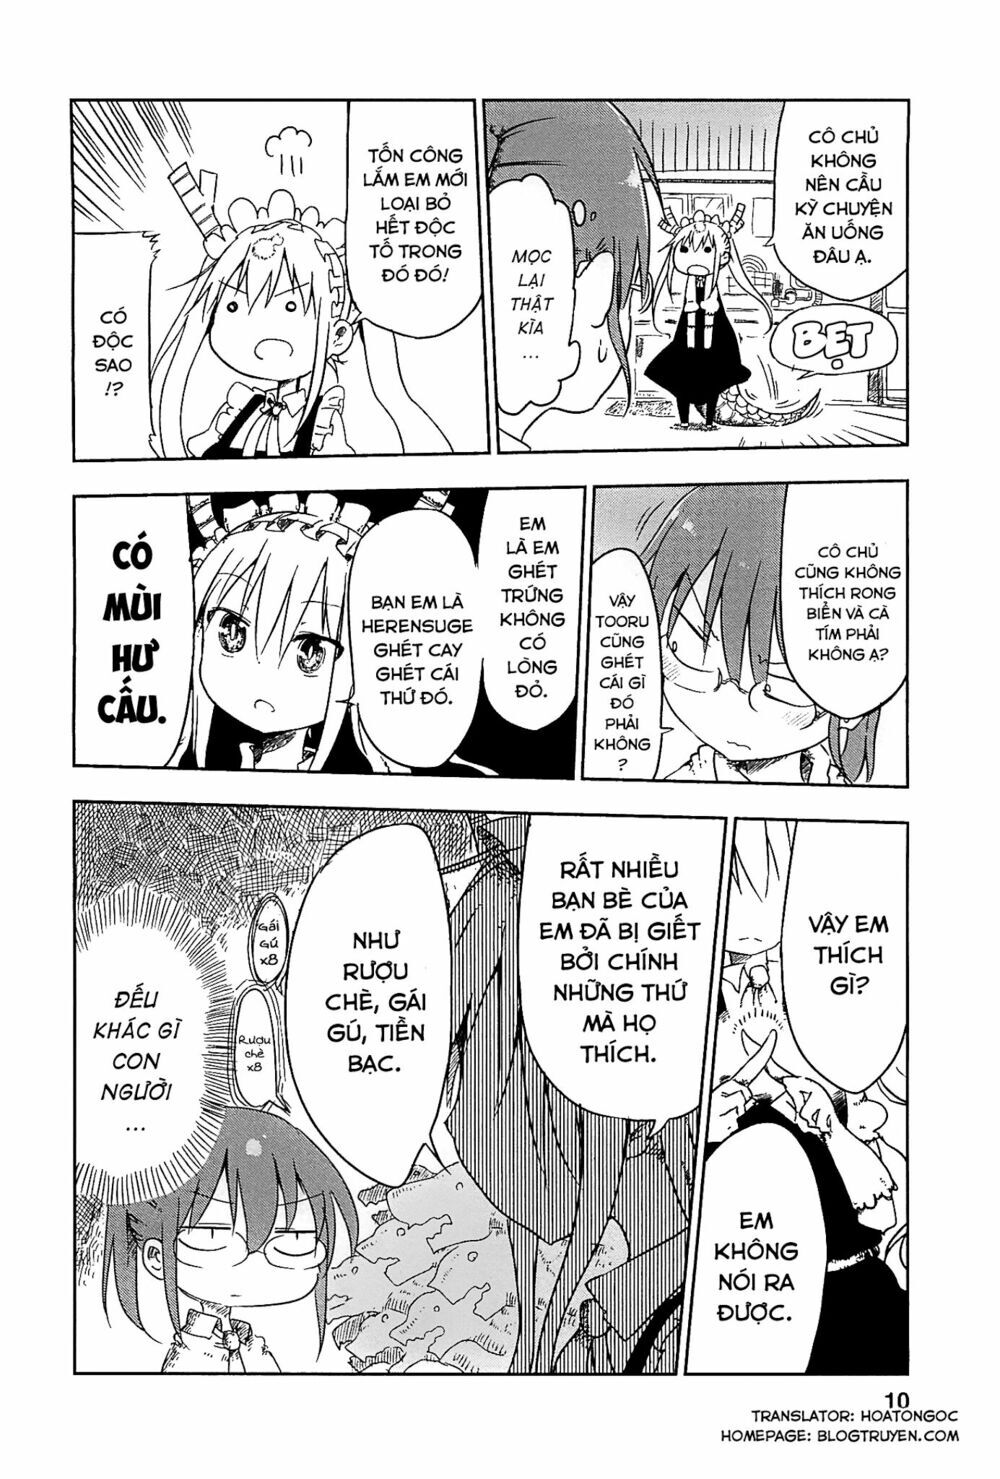 CÔ CHỦ
KHÔNG
NÊN CẦU
KỲ CHUYỆN
ĂN UỐNG
ĐÂU Ạ.
BẸT
MỌC
LẠI
THẬT
KÌA
...
TỐN CÔNG
LẮM EM MỚI
LOẠI BỎ
HẾT ĐỘC
TỐ TRONG
ĐÓ ĐÓ!
CÓ
ĐỘC
SAO
!?
CÔ CHỦ
CŨNG KHÔNG
THÍCH RONG
BIỂN VÀ CÀ
TÍM PHẢI
KHÔNG Ạ?
VẬY
TOORU
CŨNG GHÉT
CÁI GÌ
ĐÓ PHẢI
KHÔNG
?
EM
LÀ EM
GHÉT
TRỨNG
KHÔNG
CÓ
LÒNG
ĐỎ.
BẠN EM LÀ
HERENSUGE
GHÉT CAY
GHÉT CÁI
THỨ ĐÓ.
CÓ
MÙI
HƯ
CẤU.
VẬY EM
THÍCH
GÌ?
EM
KHÔNG
NÓI RA
ĐƯỢC.
RẤT NHIỀU
BẠN BÈ CỦA
EM ĐÃ BỊ GIẾT
BỞI CHÍNH
NHỮNG THỨ
MÀ HỌ
THÍCH.
NHƯ
RƯỢU
CHÈ, GÁI
GÚ, TIỀN
BẠC.
Gái
Gú
x8
Rượu
chè
x8
ĐẾU
KHÁC GÌ
CON
NGƯỜI
...
10
TRANSLATOR: HOATONGOC
HOMEPAGE: BLOGTRUYEN.COM